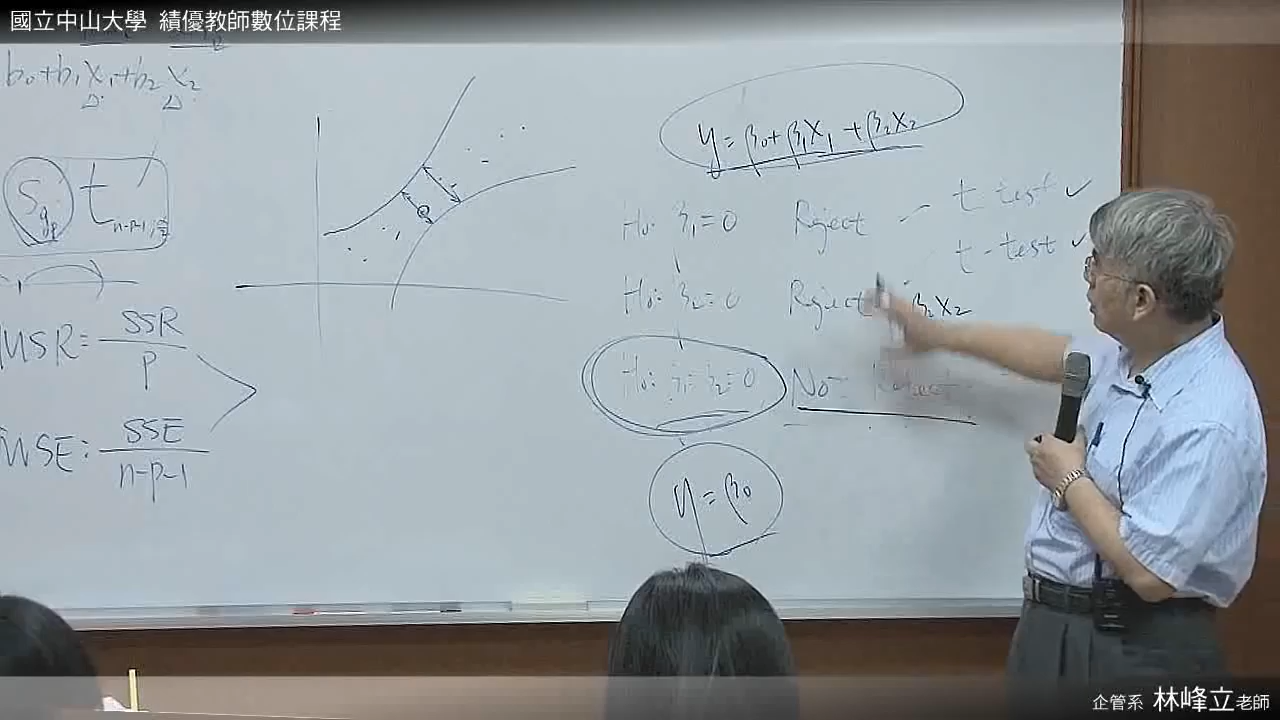 國立中山大學 績優教師數位課程
b₀+b₁x₁+b₂x₂
t n-p-1,
MSR = SSR / p
MSE: SSE / n-p-1
y = β₀+β₁x₁ + β₂x₂
H₀: β₁=0 Reject t-test ✓
t-test ✓
H₀: β₂=0 Reject β₂x₂
H₀: β₁=β₂=0 No
y = β₀
企管系 林峰立老師